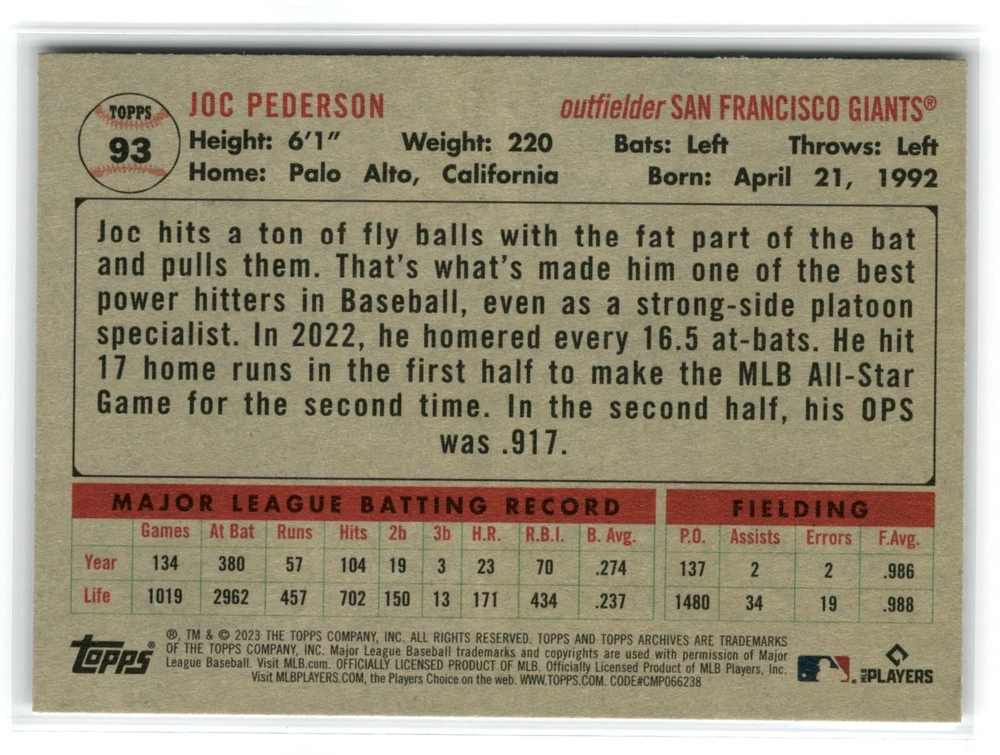 TOPPS
93
JOC PEDERSON
outfielder SAN FRANCISCO GIANTS®
Height: 6'1" Weight: 220 Bats: Left Throws: Left
Home: Palo Alto, California Born: April 21, 1992
Joc hits a ton of fly balls with the fat part of the bat
and pulls them. That's what's made him one of the best
power hitters in Baseball, even as a strong-side platoon
specialist. In 2022, he homered every 16.5 at-bats. He hit
17 home runs in the first half to make the MLB All-Star
Game for the second time. In the second half, his OPS
was .917.
MAJOR LEAGUE BATTING RECORD FIELDING
Games At Bat Runs Hits 2b 3b H.R. R.B.I. B. Avg. P.O. Assists Errors F.Avg.
Year 134 380 57 104 19 3 23 70 .274 137 2 2 .986
Life 1019 2962 457 702 150 13 171 434 .237 1480 34 19 .988
topps®
®, TM & © 2023 THE TOPPS COMPANY, INC. ALL RIGHTS RESERVED. TOPPS AND TOPPS ARCHIVES ARE TRADEMARKS
OF THE TOPPS COMPANY, INC. Major League Baseball trademarks and copyrights are used with permission of Major
League Baseball. Visit MLB.com. OFFICIALLY LICENSED PRODUCT OF MLB. Officially Licensed Product of MLB Players, Inc.
Visit MLBPLAYERS.COM, the Players Choice on the web. WWW.TOPPS.COM. CODE#CMP066238
MLB PLAYERS